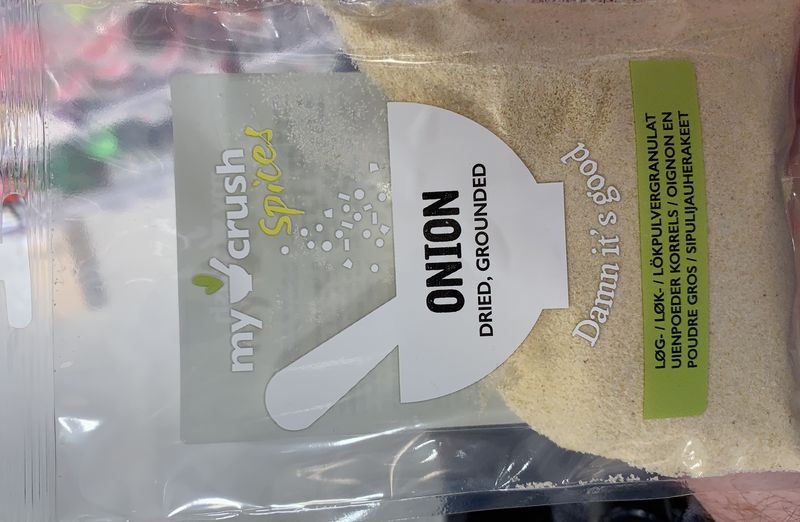 my crush
Spices
ONION
DRIED, GROUNDED
Damn it's good
LØG- / LØK- / LÖKPULVERGRANULAT
UIENPOEDER KORRELS / OIGNON EN
POUDRE GROS / SIPULIJAUHERAKEET